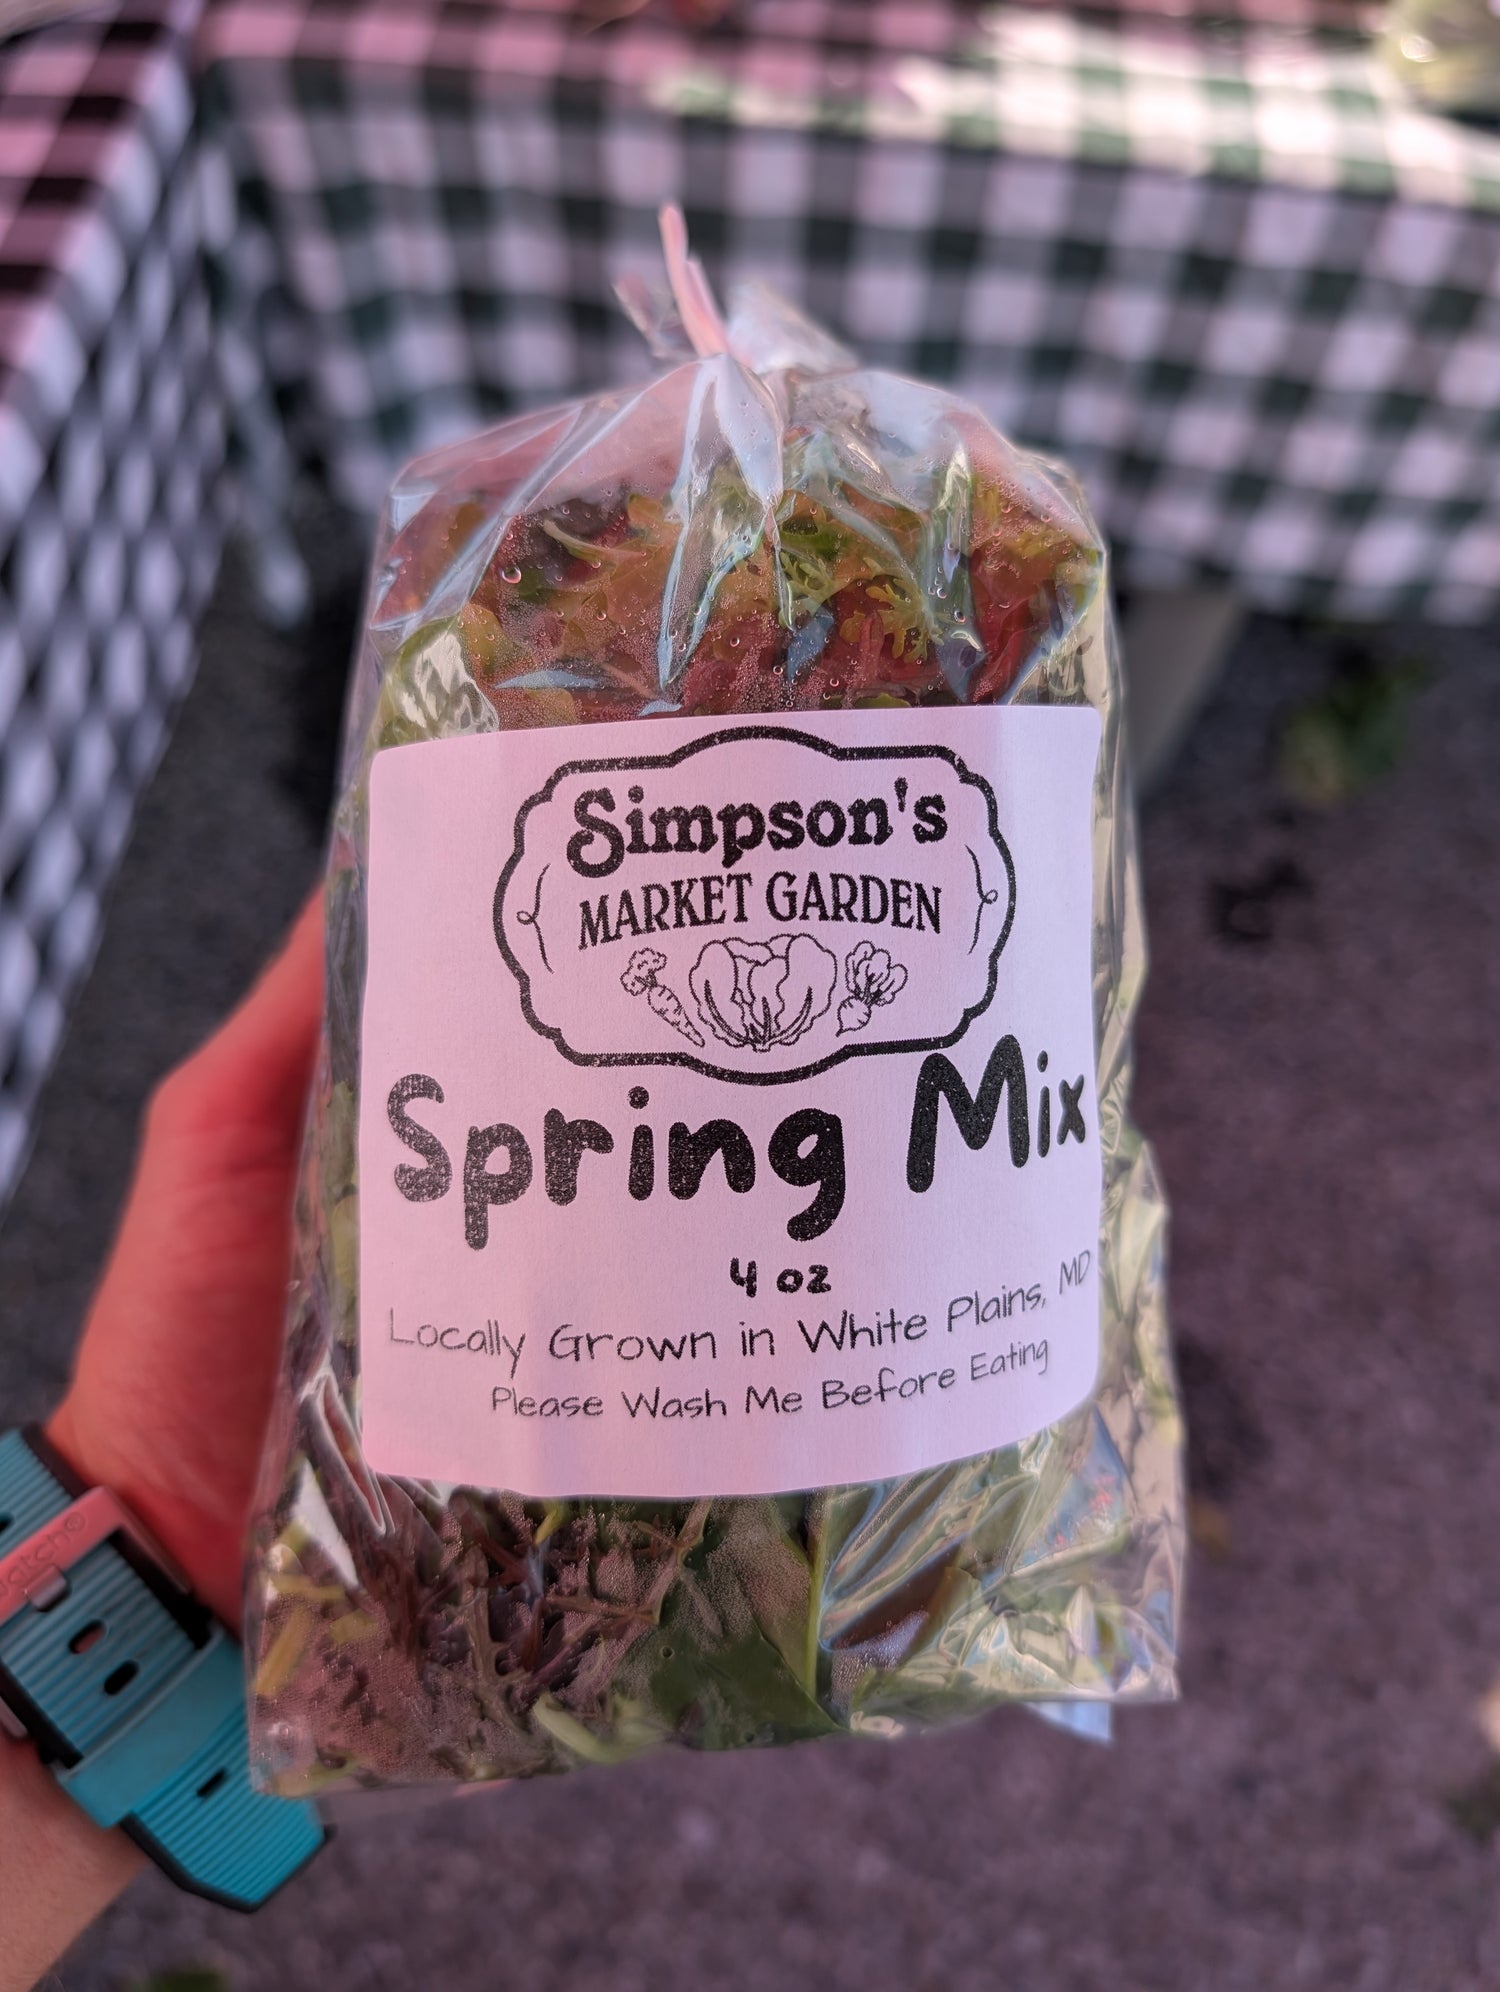 Simpson's
MARKET GARDEN
Spring Mix
4 oz
Locally Grown in White Plains, MD
Please Wash Me Before Eating